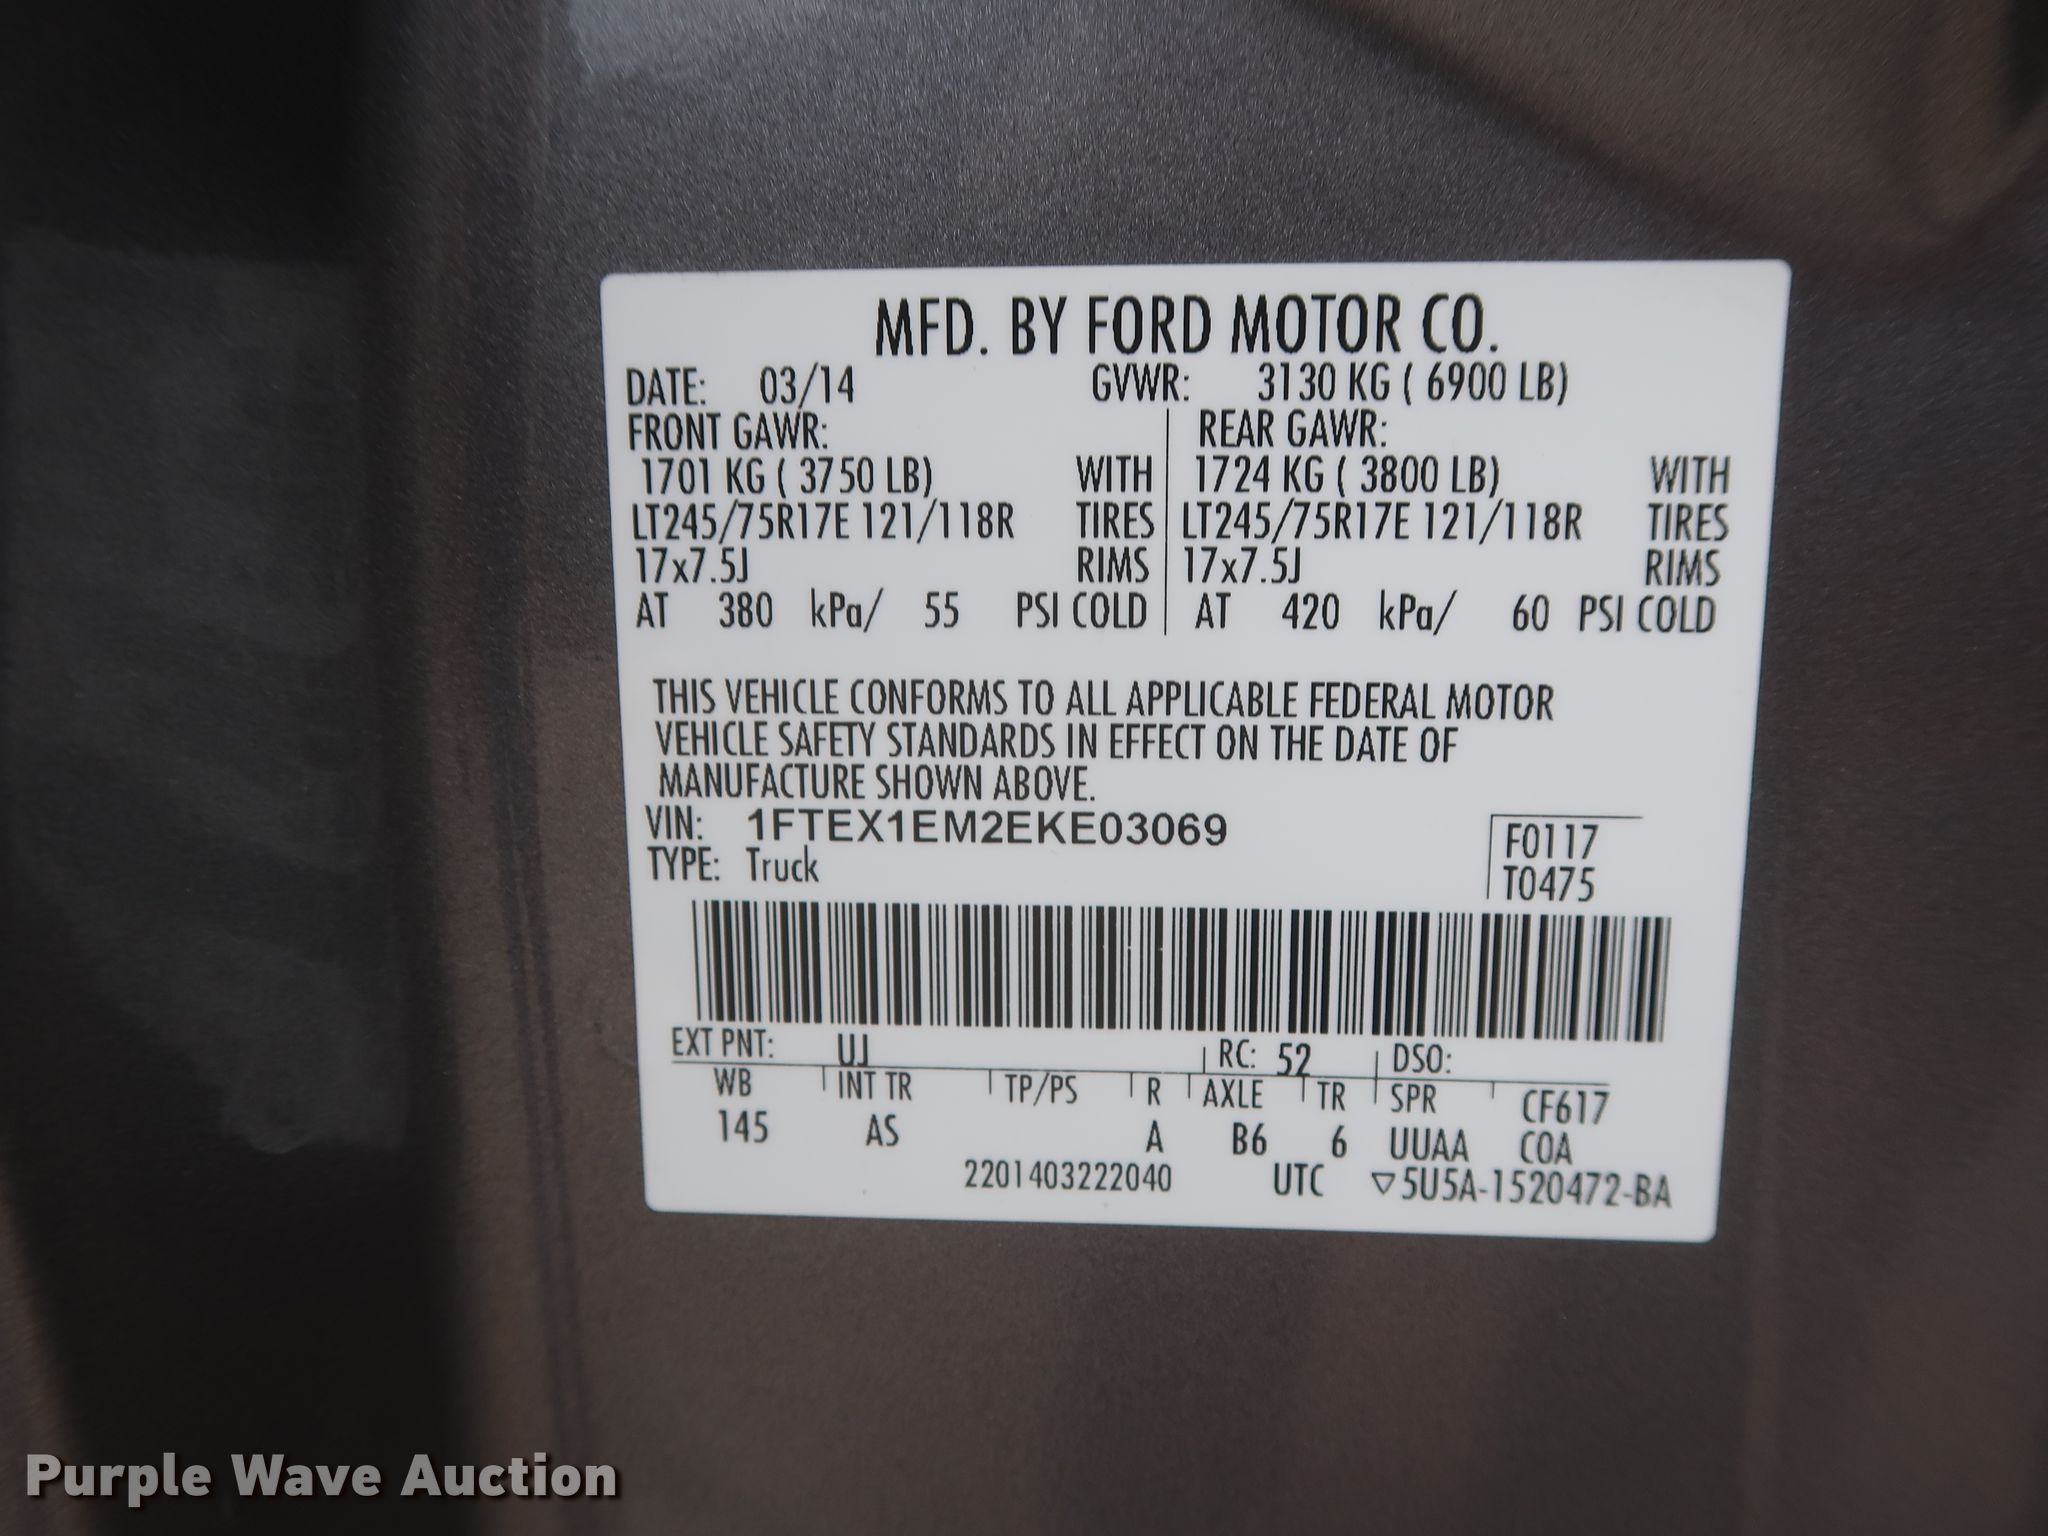 MFD. BY FORD MOTOR CO.
DATE: 03/14 GVWR: 3130 KG ( 6900 LB)
FRONT GAWR: REAR GAWR:
1701 KG ( 3750 LB) WITH 1724 KG ( 3800 LB) WITH
LT245/75R17E 121/118R TIRES LT245/75R17E 121/118R TIRES
17x7.5J RIMS 17x7.5J RIMS
AT 380 kPa/ 55 PSI COLD AT 420 kPa/ 60 PSI COLD
THIS VEHICLE CONFORMS TO ALL APPLICABLE FEDERAL MOTOR
VEHICLE SAFETY STANDARDS IN EFFECT ON THE DATE OF
MANUFACTURE SHOWN ABOVE.
VIN: 1FTEX1EM2EKE03069 F0117
TYPE: Truck T0475
EXT PNT: UJ RC: 52 DSO:
WB INT TR TP/PS R AXLE TR SPR CF617
145 AS A B6 6 UUAA COA
2201403222040 UTC ▽5U5A-1520472-BA
Purple Wave Auction